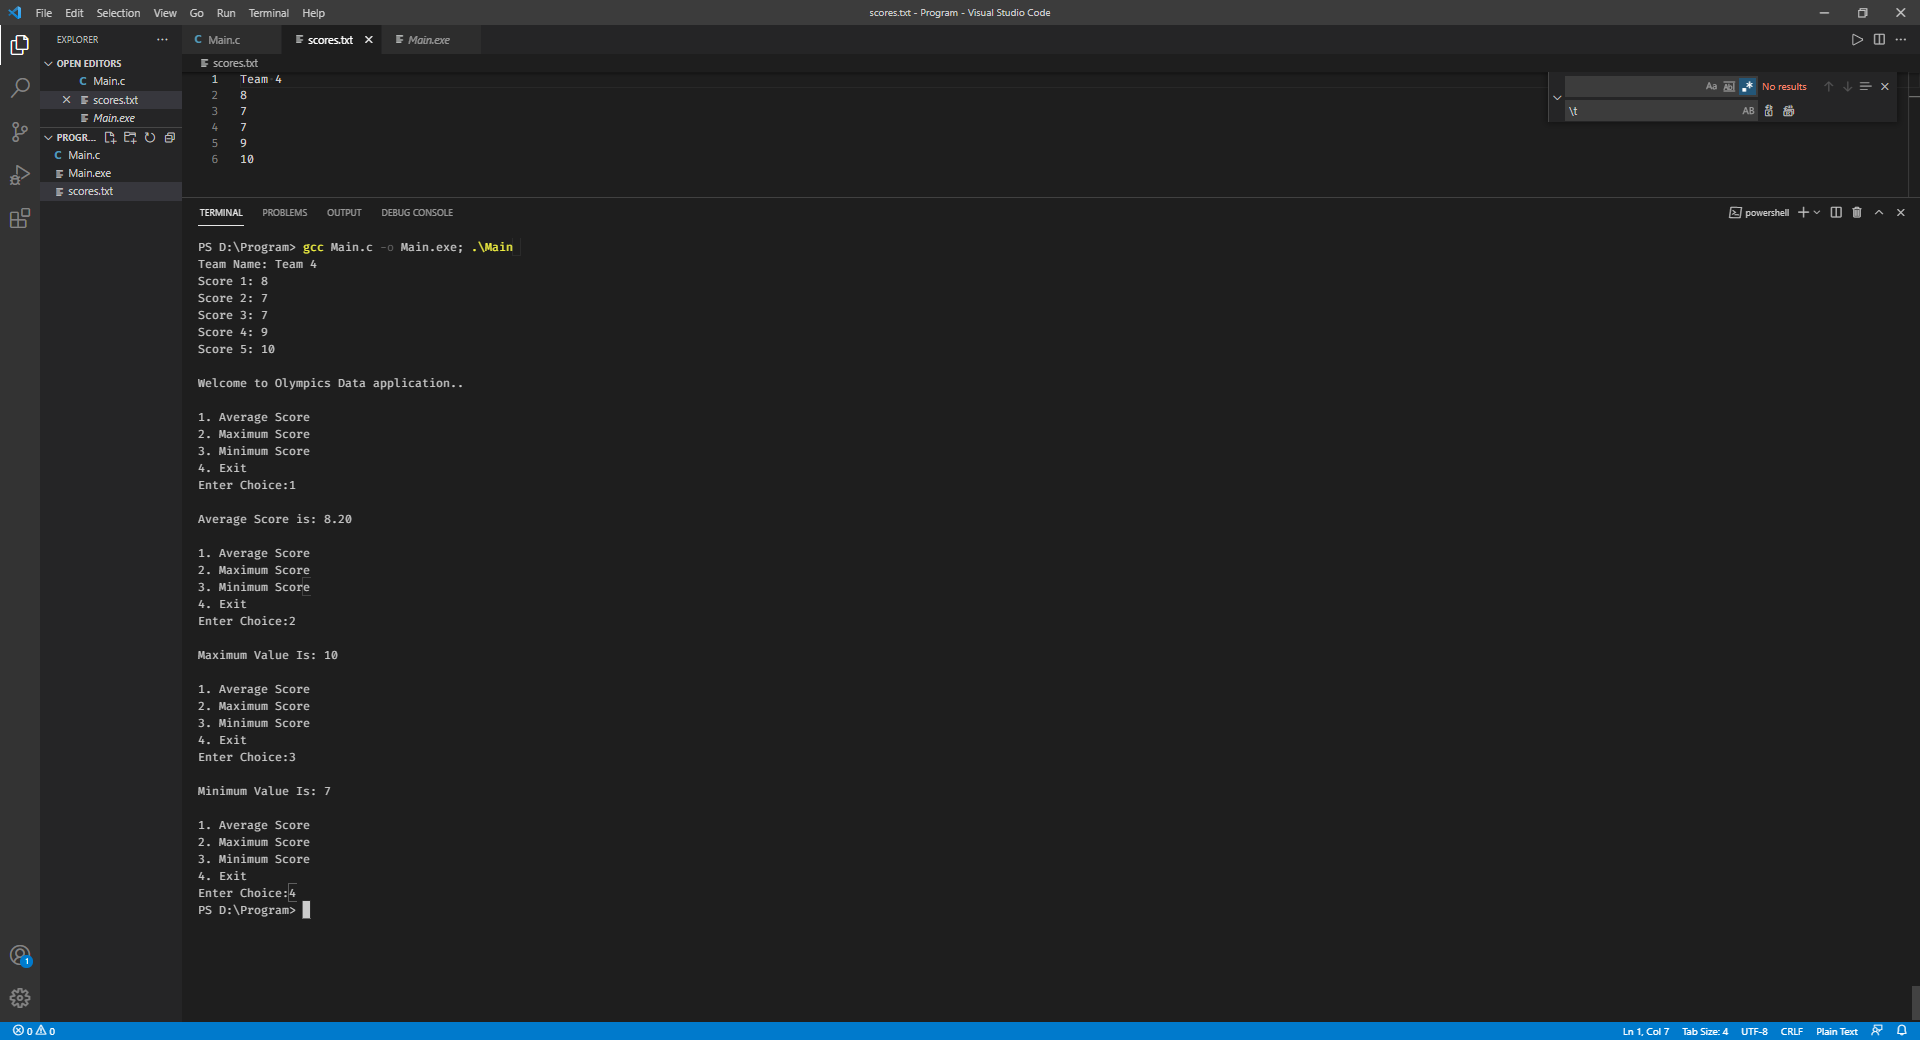 File Edit Selection View Go Run Terminal Help
scores.txt - Program - Visual Studio Code
EXPLORER
OPEN EDITORS
Main.c
scores.txt
Main.exe
PROGR...
Main.c
Main.exe
scores.txt
Main.c scores.txt Main.exe
scores.txt
1 Team 4
2 8
3 7
4 7
5 9
6 10
Aa Ab No results
\t AB
TERMINAL PROBLEMS OUTPUT DEBUG CONSOLE
powershell
PS D:\Program> gcc Main.c -o Main.exe; .\Main
Team Name: Team 4
Score 1: 8
Score 2: 7
Score 3: 7
Score 4: 9
Score 5: 10
Welcome to Olympics Data application..
1. Average Score
2. Maximum Score
3. Minimum Score
4. Exit
Enter Choice:1
Average Score is: 8.20
1. Average Score
2. Maximum Score
3. Minimum Score
4. Exit
Enter Choice:2
Maximum Value Is: 10
1. Average Score
2. Maximum Score
3. Minimum Score
4. Exit
Enter Choice:3
Minimum Value Is: 7
1. Average Score
2. Maximum Score
3. Minimum Score
4. Exit
Enter Choice:4
PS D:\Program>
1
0 0
Ln 1, Col 7 Tab Size: 4 UTF-8 CRLF Plain Text